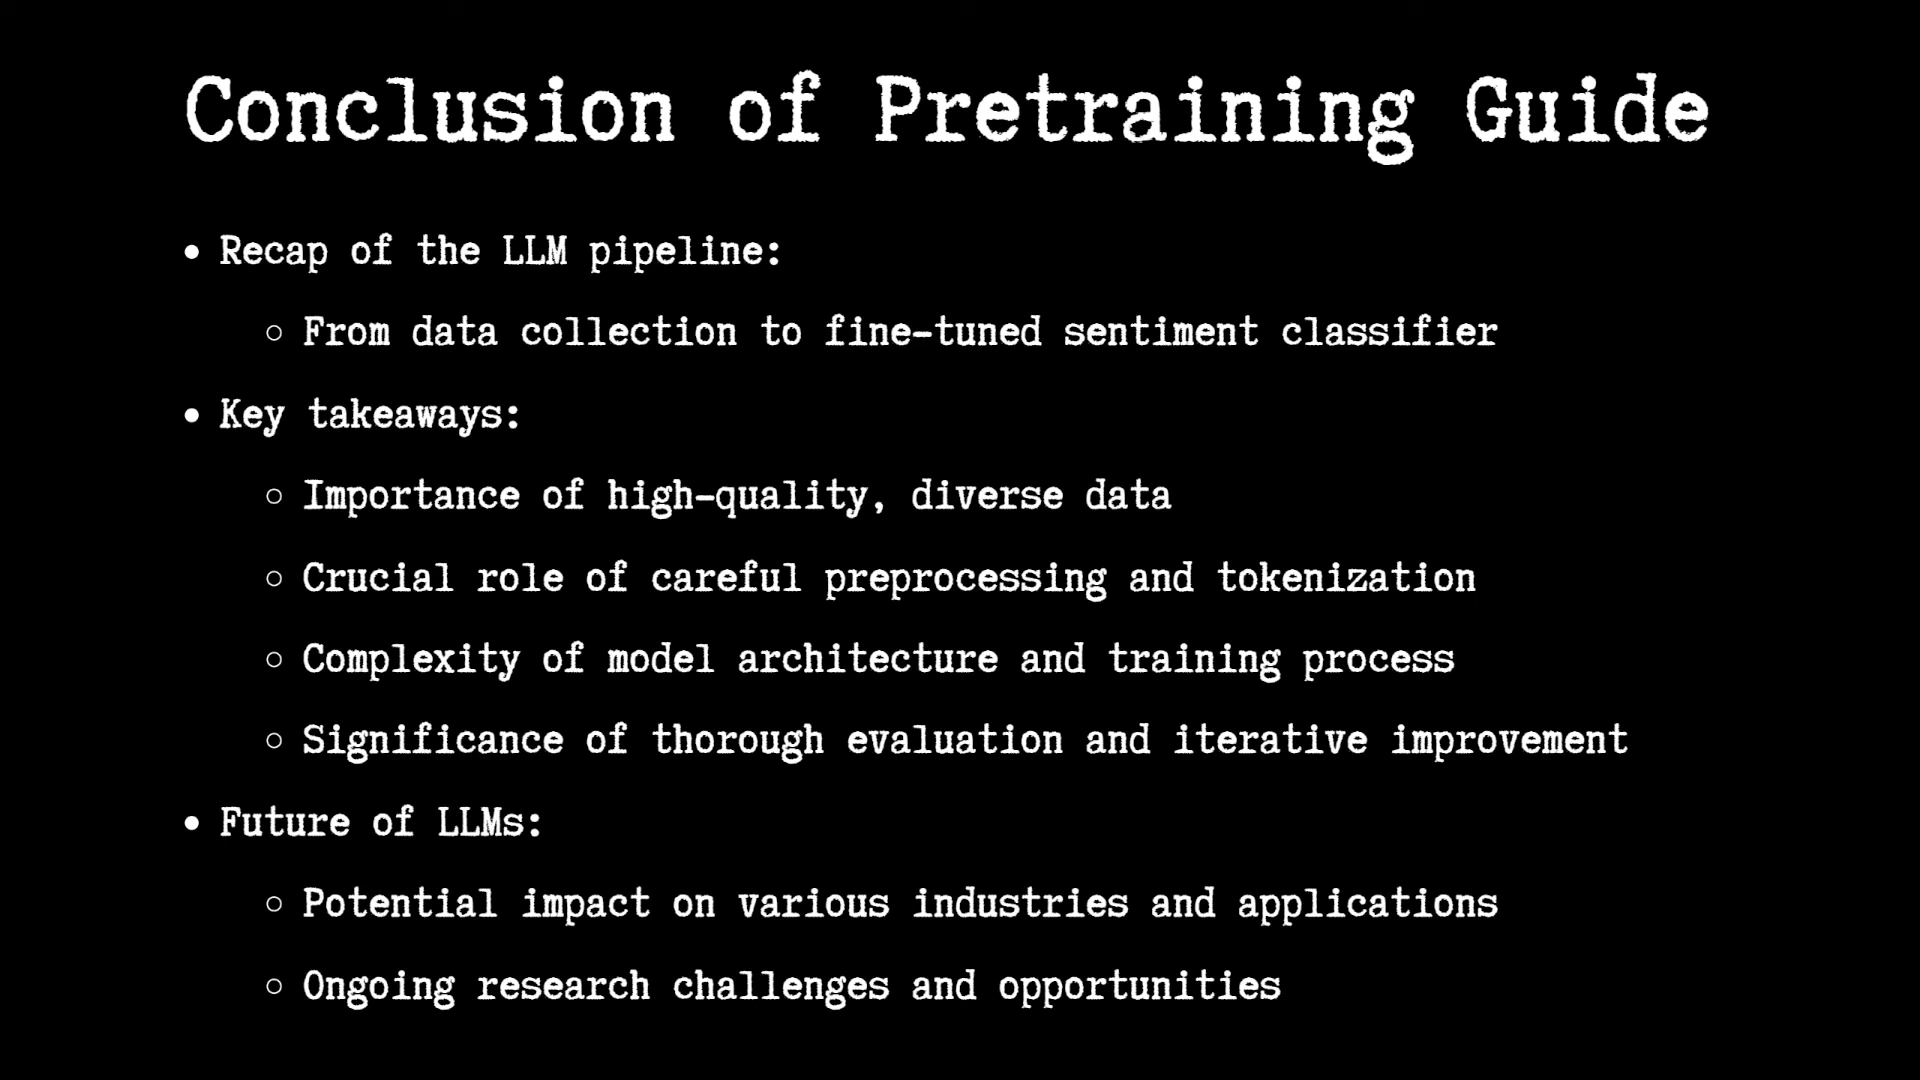 Conclusion of Pretraining Guide
• Recap of the LLM pipeline:
○ From data collection to fine-tuned sentiment classifier
• Key takeaways:
○ Importance of high-quality, diverse data
○ Crucial role of careful preprocessing and tokenization
○ Complexity of model architecture and training process
○ Significance of thorough evaluation and iterative improvement
• Future of LLMs:
○ Potential impact on various industries and applications
○ Ongoing research challenges and opportunities